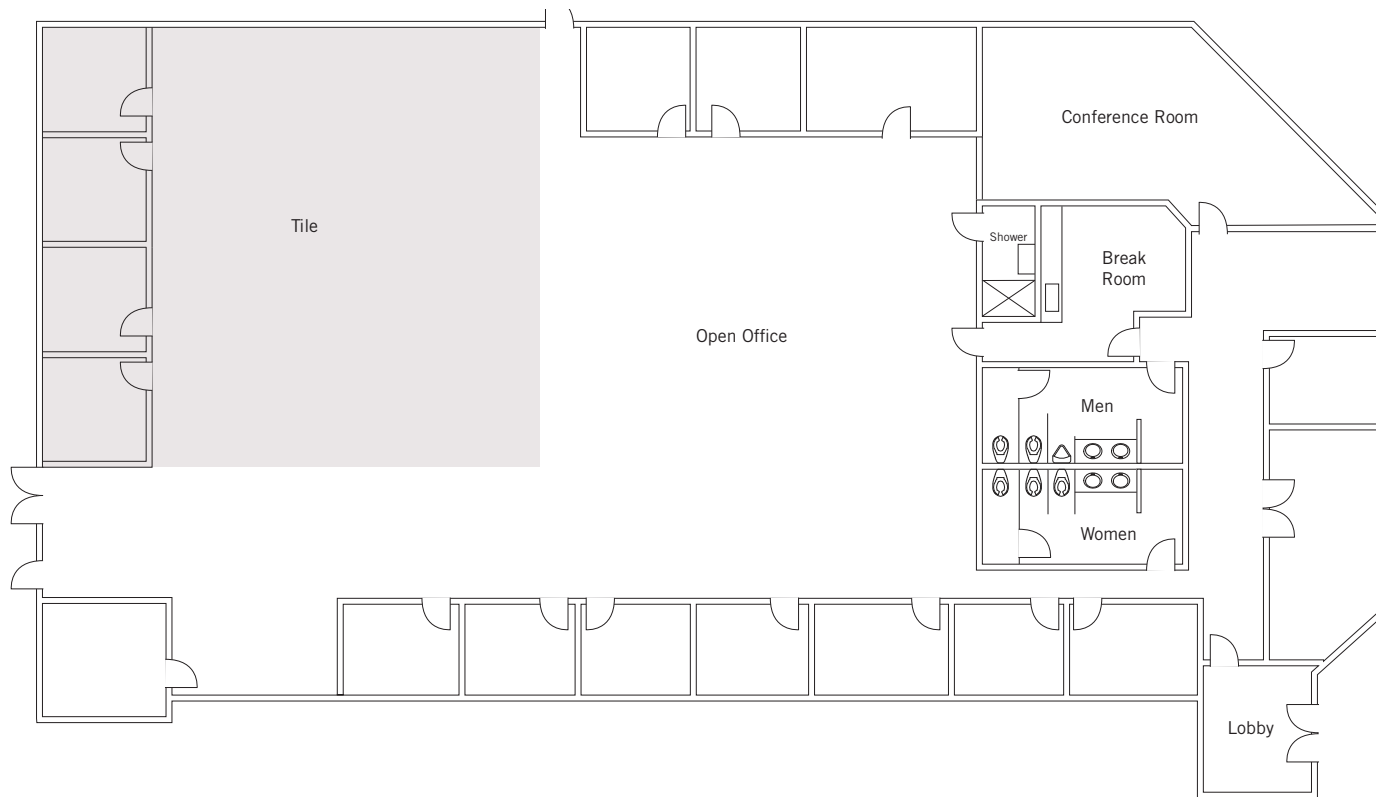 Conference Room
Tile
Shower
Break
Room
Open Office
Men
Women
Lobby